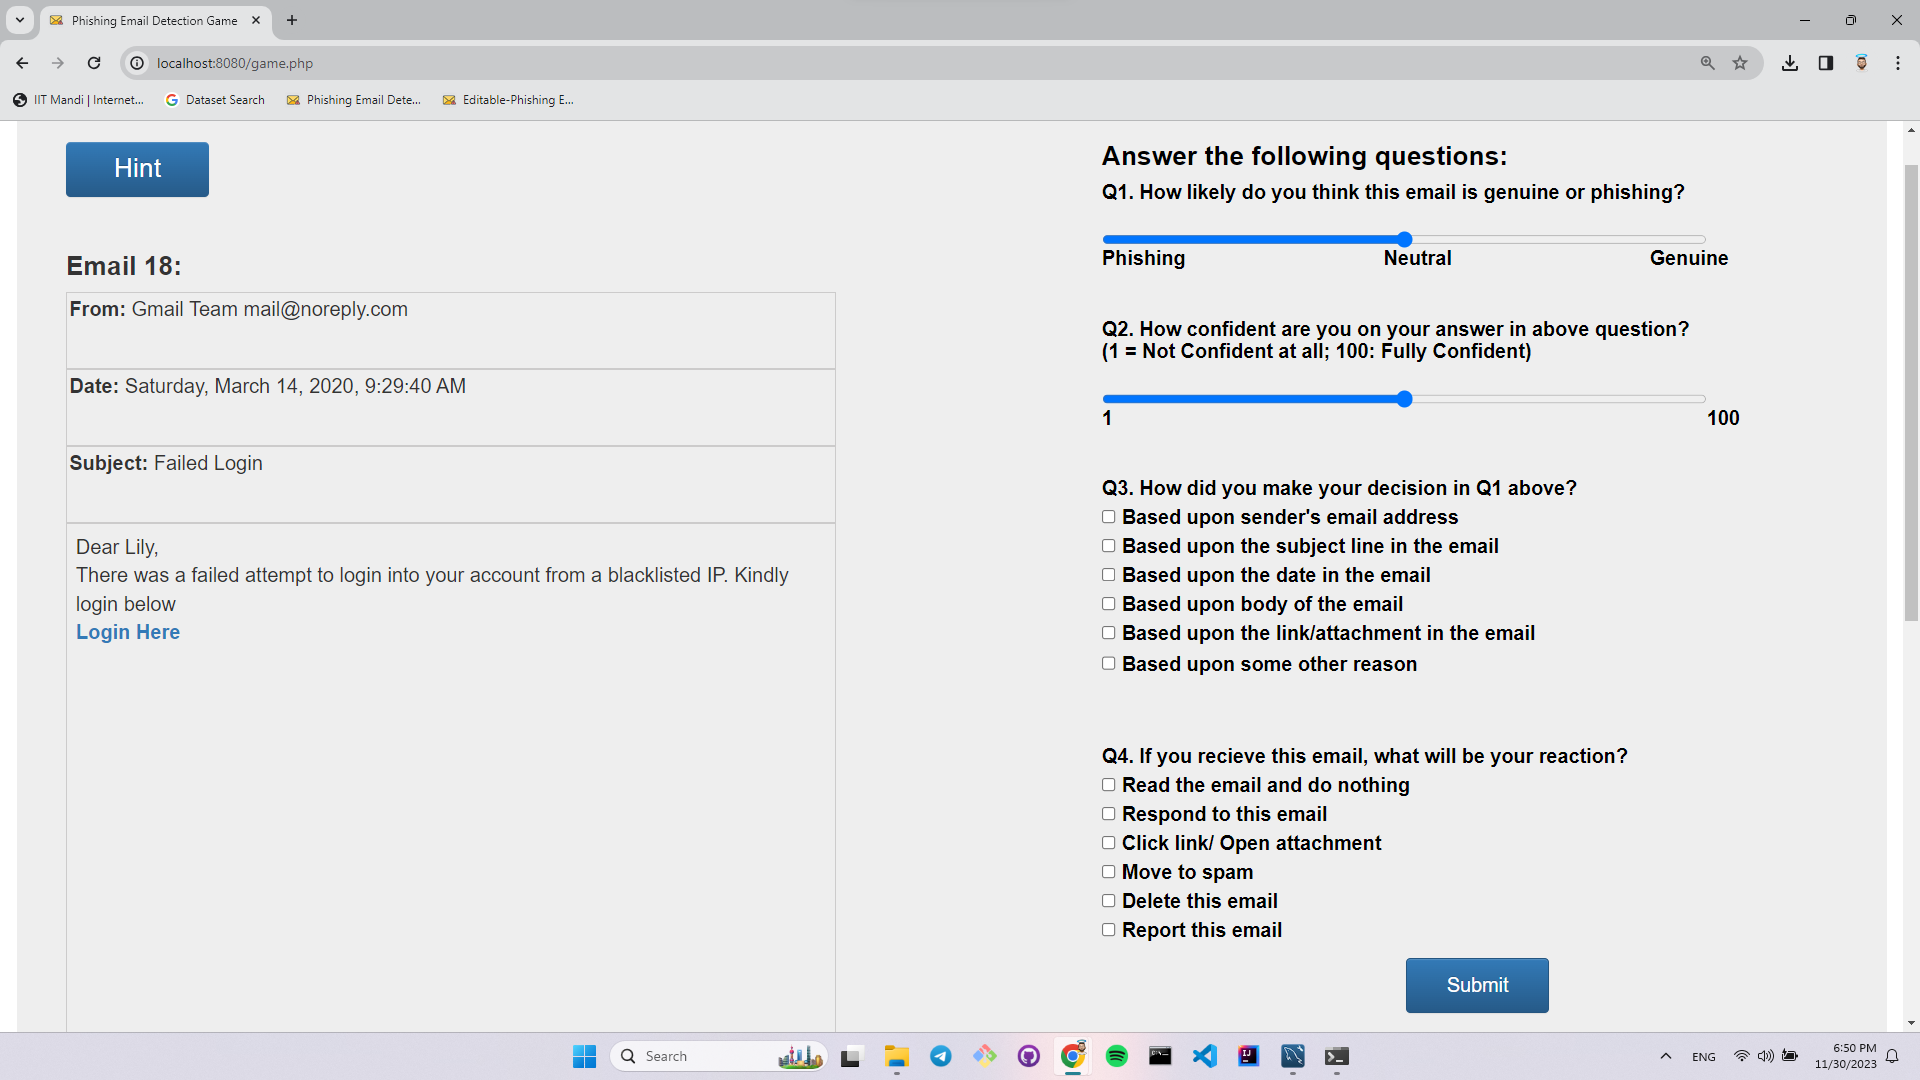 Phishing Email Detection Game
localhost:8080/game.php
IIT Mandi | Internet...
Dataset Search
Phishing Email Dete...
Editable-Phishing E...
Hint
Email 18:
From: Gmail Team mail@noreply.com
Date: Saturday, March 14, 2020, 9:29:40 AM
Subject: Failed Login
Dear Lily,
There was a failed attempt to login into your account from a blacklisted IP. Kindly
login below
Login Here
Answer the following questions:
Q1. How likely do you think this email is genuine or phishing?
Phishing Neutral Genuine
Q2. How confident are you on your answer in above question?
(1 = Not Confident at all; 100: Fully Confident)
1 100
Q3. How did you make your decision in Q1 above?
Based upon sender's email address
Based upon the subject line in the email
Based upon the date in the email
Based upon body of the email
Based upon the link/attachment in the email
Based upon some other reason
Q4. If you recieve this email, what will be your reaction?
Read the email and do nothing
Respond to this email
Click link/ Open attachment
Move to spam
Delete this email
Report this email
Submit
Search
ENG
6:50 PM
11/30/2023